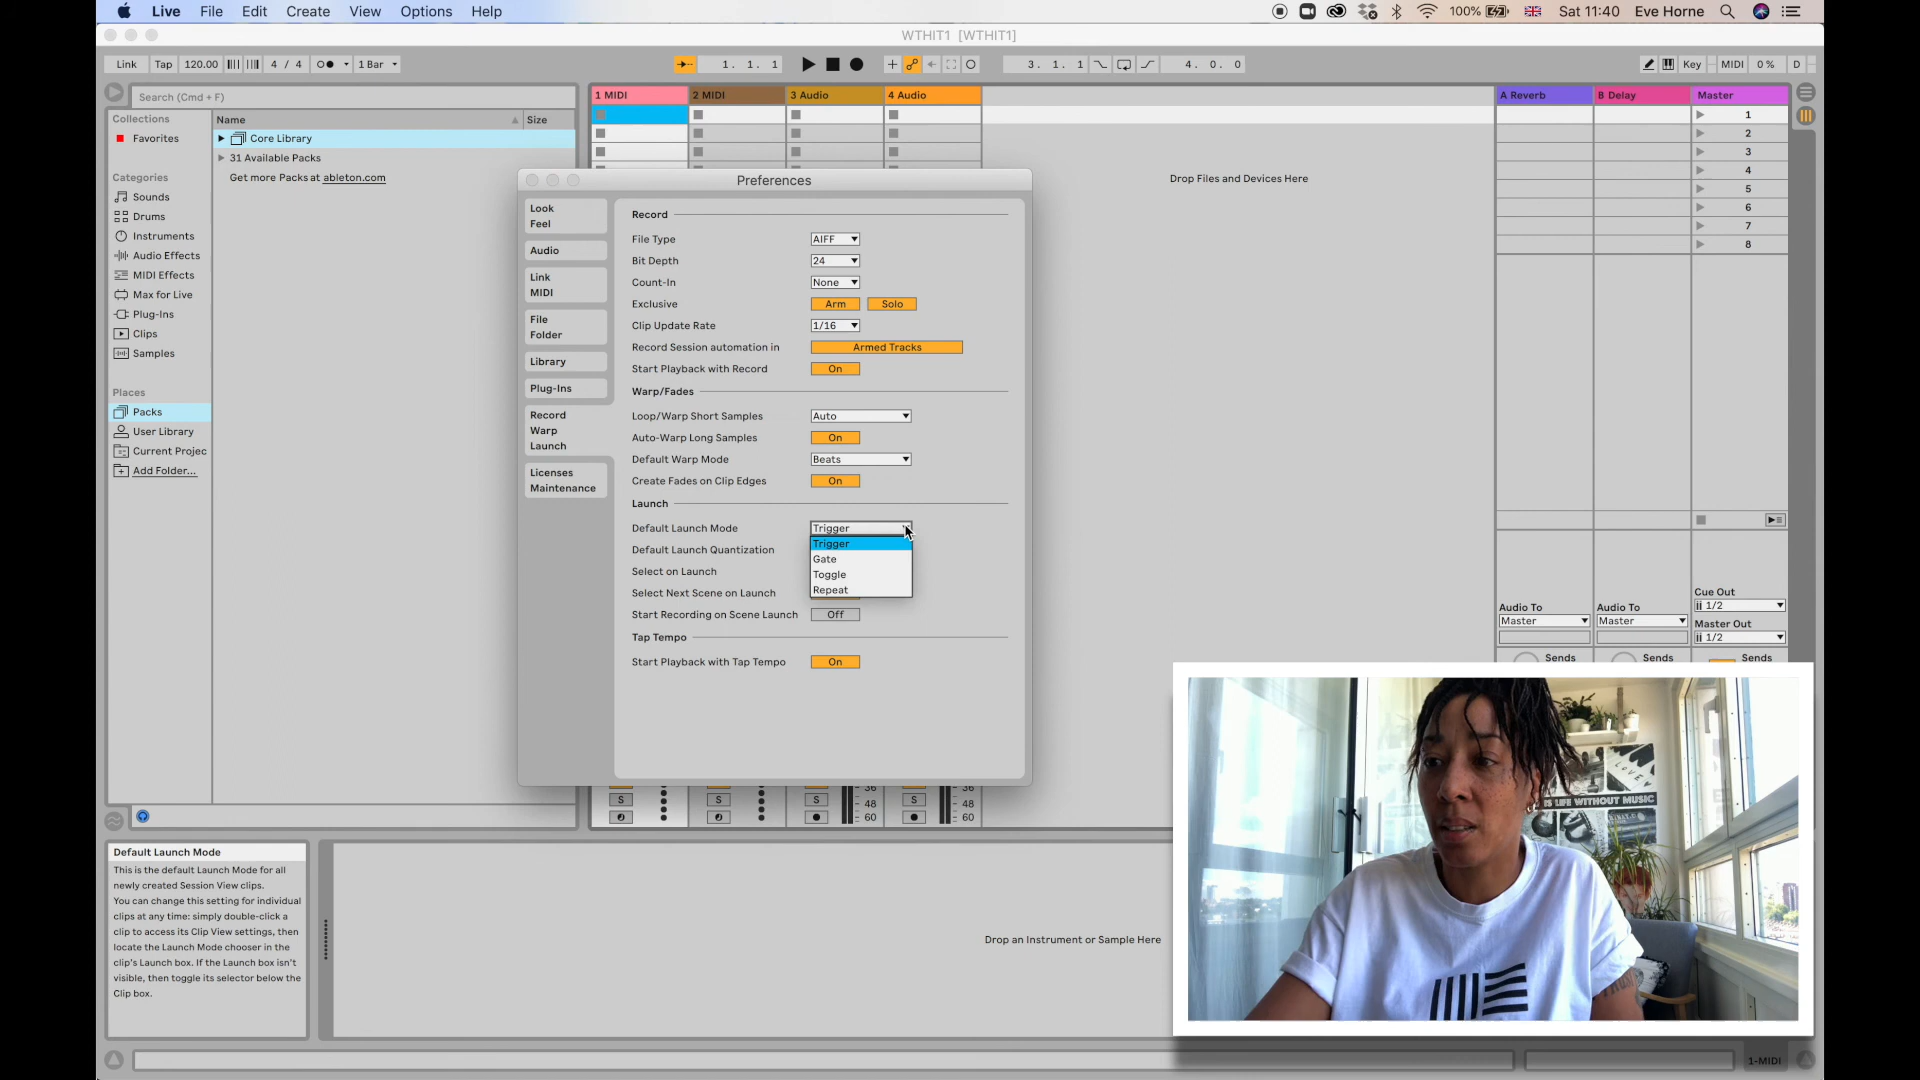 Live File Edit Create View Options Help 100% Sat 11:40 Eve Horne
WTHIT1 [WTHIT1]
Link Tap 120.00 4 / 4 1 Bar 1. 1. 1 3. 1. 1 4. 0. 0 Key MIDI 0 % D
Search (Cmd + F)
Collections
Favorites
Categories
Sounds
Drums
Instruments
Audio Effects
MIDI Effects
Max for Live
Plug-Ins
Clips
Samples
Places
Packs
User Library
Current Projec
Add Folder...
Name Size
Core Library
31 Available Packs
Get more Packs at ableton.com
1 MIDI 2 MIDI 3 Audio 4 Audio
Drop Files and Devices Here
A Reverb B Delay Master
1
2
3
4
5
6
7
8
Preferences
Look
Feel
Audio
Link
MIDI
File
Folder
Library
Plug-Ins
Record
Warp
Launch
Licenses
Maintenance
Record
File Type AIFF
Bit Depth 24
Count-In None
Exclusive Arm Solo
Clip Update Rate 1/16
Record Session automation in Armed Tracks
Start Playback with Record On
Warp/Fades
Loop/Warp Short Samples Auto
Auto-Warp Long Samples On
Default Warp Mode Beats
Create Fades on Clip Edges On
Launch
Default Launch Mode Trigger
Trigger
Gate
Toggle
Repeat
Default Launch Quantization
Select on Launch
Select Next Scene on Launch
Start Recording on Scene Launch Off
Tap Tempo
Start Playback with Tap Tempo On
Audio To Audio To Cue Out
Master Master 1/2
Master Out
1/2
Sends Sends Sends
S S S S
36 36
48 48
60 60
Default Launch Mode
This is the default Launch Mode for all
newly created Session View clips.
You can change this setting for individual
clips at any time: simply double-click a
clip to access its Clip View settings, then
locate the Launch Mode chooser in the
clip's Launch box. If the Launch box isn't
visible, then toggle its selector below the
Clip box.
Drop an Instrument or Sample Here
IS LIFE WITHOUT MUSIC
1-MIDI